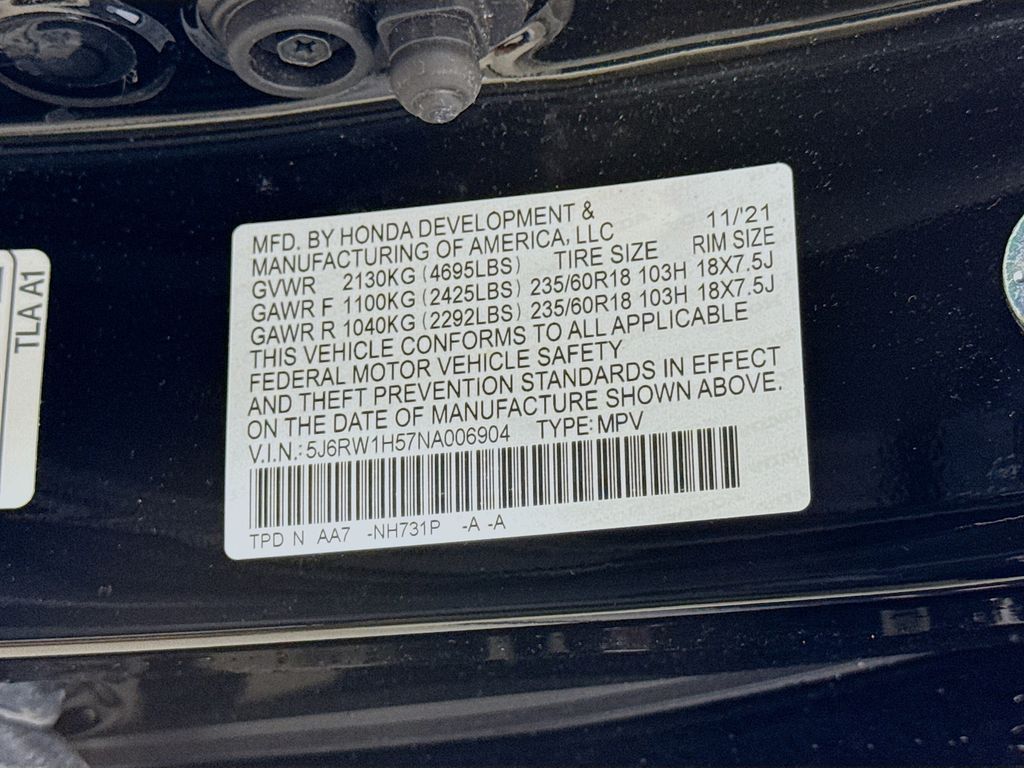 MFD. BY HONDA DEVELOPMENT & 11/'21
MANUFACTURING OF AMERICA, LLC
GVWR 2130KG (4695LBS) TIRE SIZE RIM SIZE
GAWR F 1100KG (2425LBS) 235/60R18 103H 18X7.5J
GAWR R 1040KG (2292LBS) 235/60R18 103H 18X7.5J
THIS VEHICLE CONFORMS TO ALL APPLICABLE
FEDERAL MOTOR VEHICLE SAFETY
AND THEFT PREVENTION STANDARDS IN EFFECT
ON THE DATE OF MANUFACTURE SHOWN ABOVE.
V.I.N.: 5J6RW1H57NA006904 TYPE: MPV
TPD N AA7 -NH731P -A -A
TLA A1